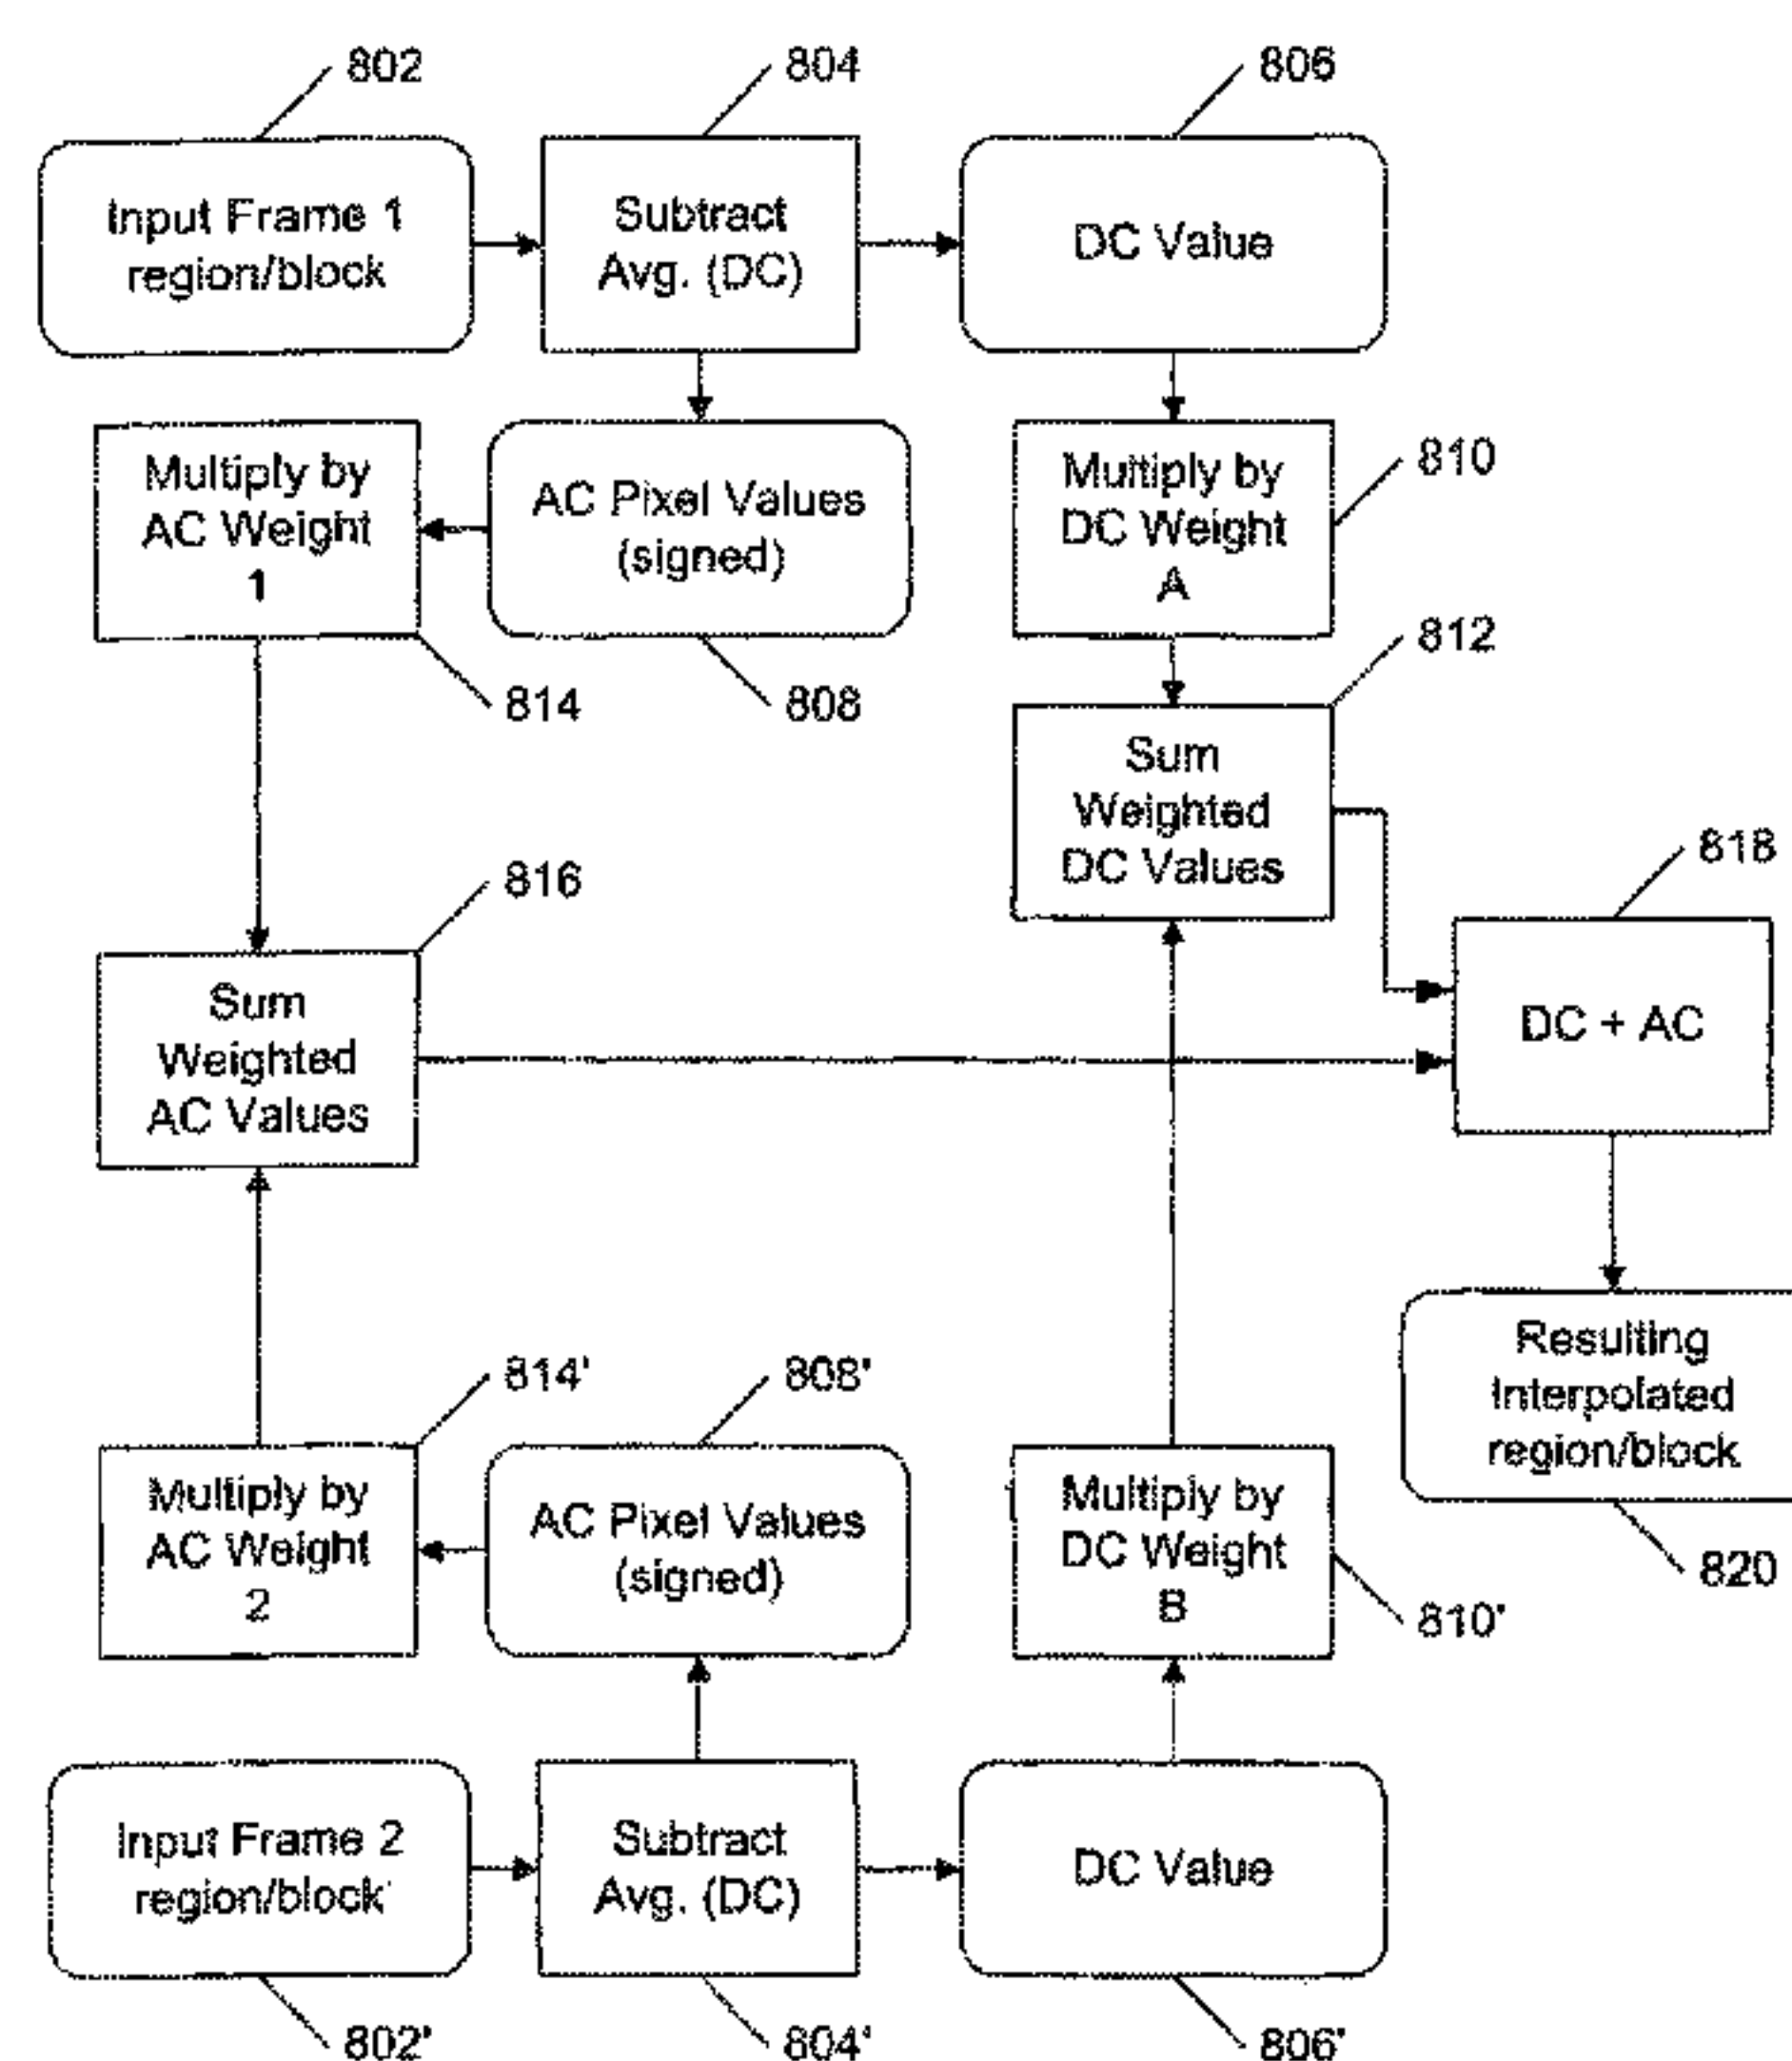 802
804
806
Input Frame 1
region/block
Subtract
Avg. (DC)
DC Value
Multiply by
AC Weight
1
AC Pixel Values
(signed)
Multiply by
DC Weight
A
810
812
814
808
Sum
Weighted
DC Values
818
816
Sum
Weighted
AC Values
DC + AC
814'
808'
Resulting
Interpolated
region/block
Multiply by
AC Weight
2
AC Pixel Values
(signed)
Multiply by
DC Weight
B
820
810'
Input Frame 2
region/block
Subtract
Avg. (DC)
DC Value
802'
804'
806'